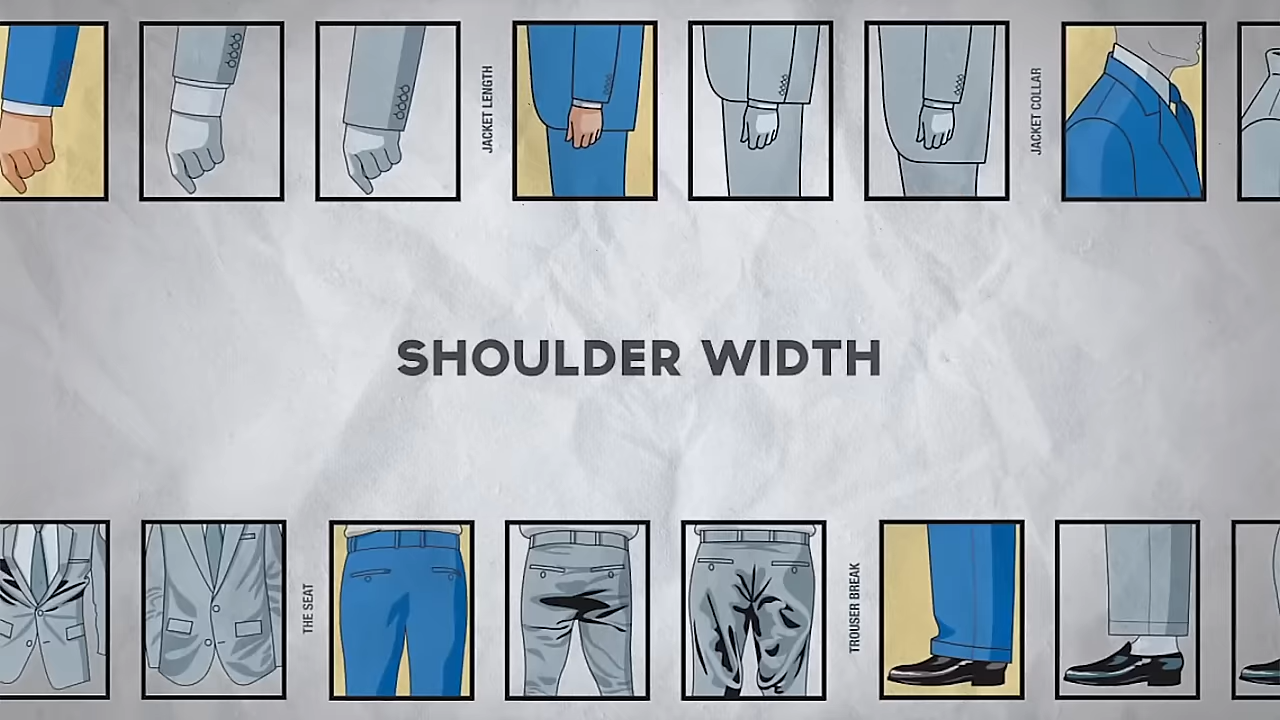 JACKET LENGTH
JACKET COLLAR
SHOULDER WIDTH
THE SEAT
TROUSER BREAK